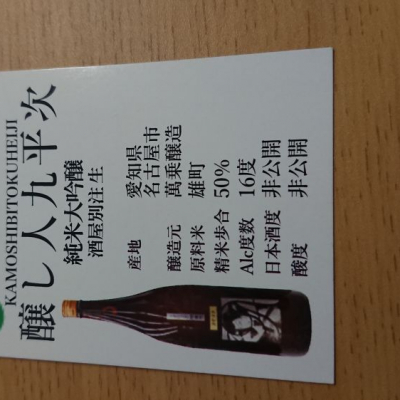 KAMOSHIBITOKUHEIJI
醸し人九平次
純米大吟醸
酒屋別注生
産地 愛知県
名古屋市
醸造元 萬乗醸造
原料米 雄町
精米歩合 50%
Alc度数 16度
日本酒度 非公開
酸度 非公開